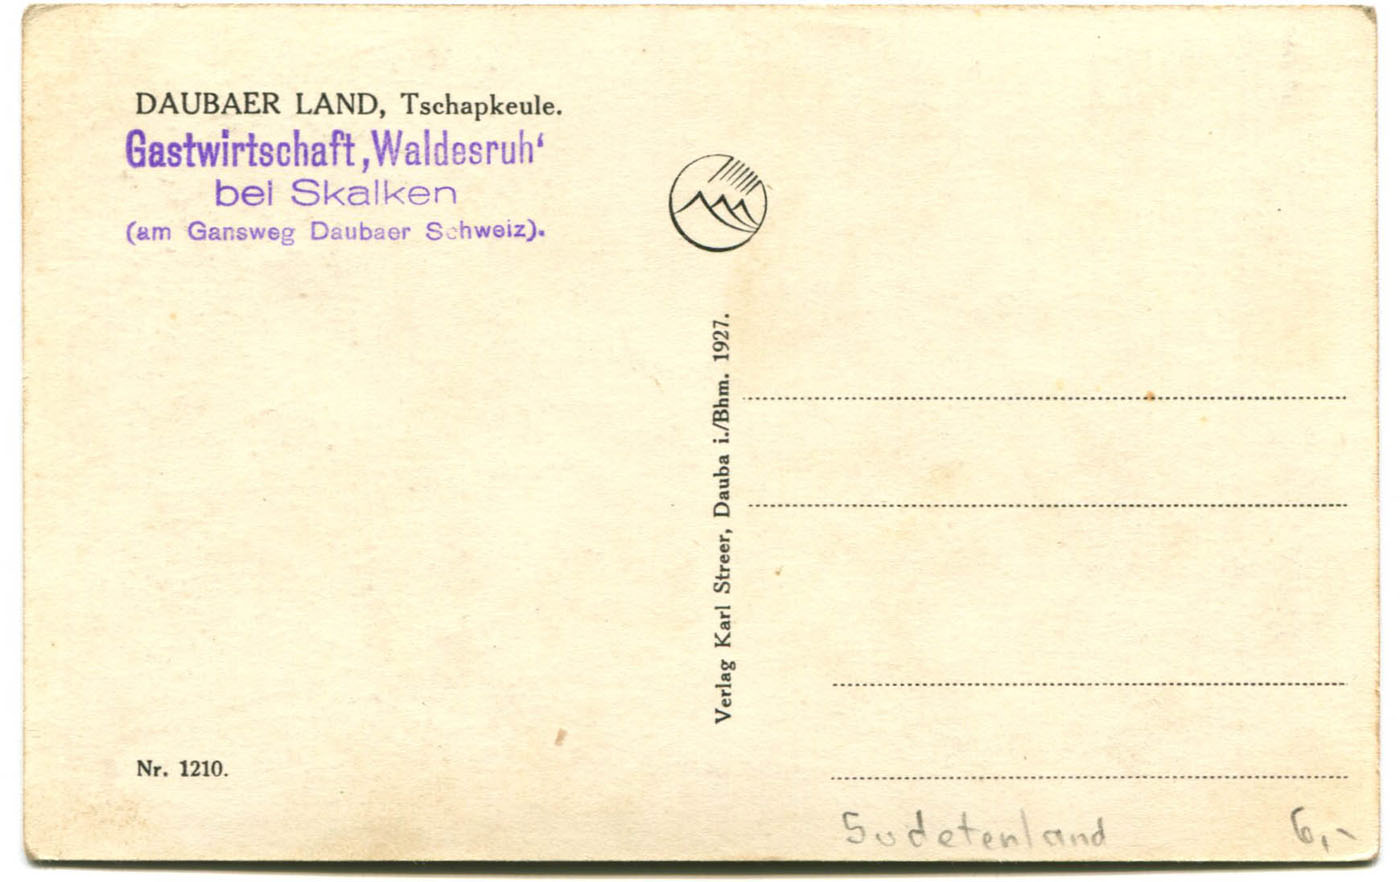 DAUBAER LAND, Tschapkeule.
Gastwirtschaft ‚Waldesruh‘
bei Skalken
(am Gansweg Daubaer Schweiz).
Verlag Karl Streer, Dauba i./Bhm. 1927.
Nr. 1210.
Sudetenland 6,-